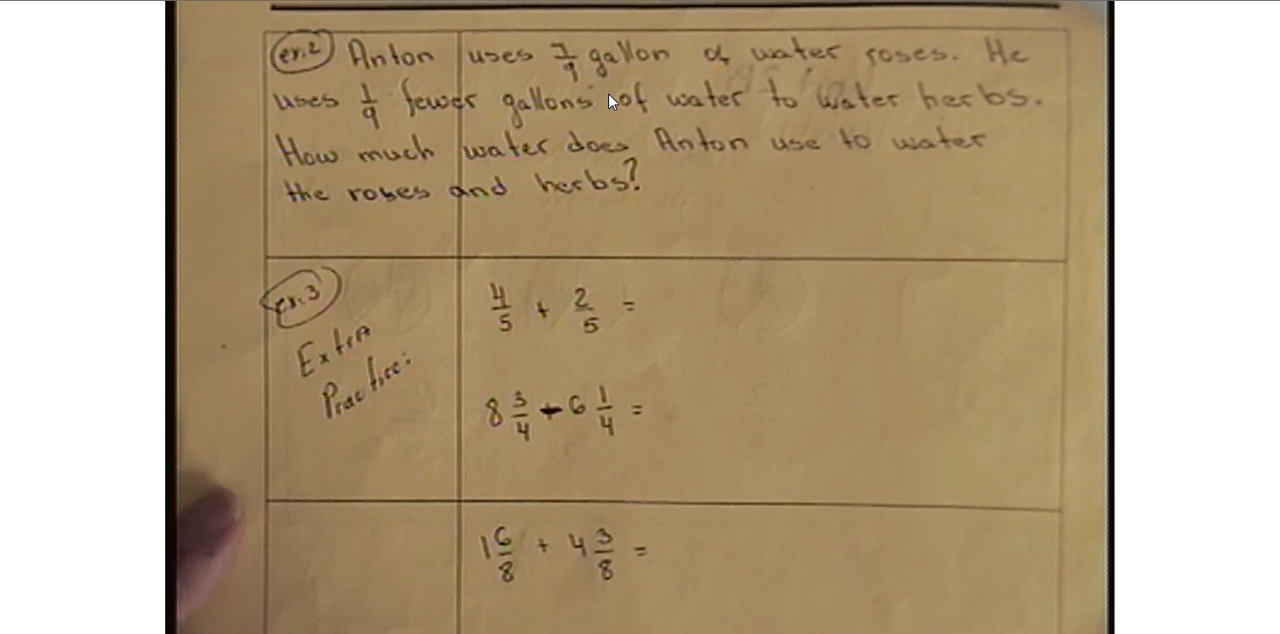 ex.2 Anton uses 7/9 gallon of water roses. He
uses 1/9 fewer gallons of water to water herbs.
How much water does Anton use to water
the roses and herbs?
ex.3
Extra
Practice:
4/5 + 2/5 =
8 3/4 - 6 1/4 =
1 6/8 + 4 3/8 =